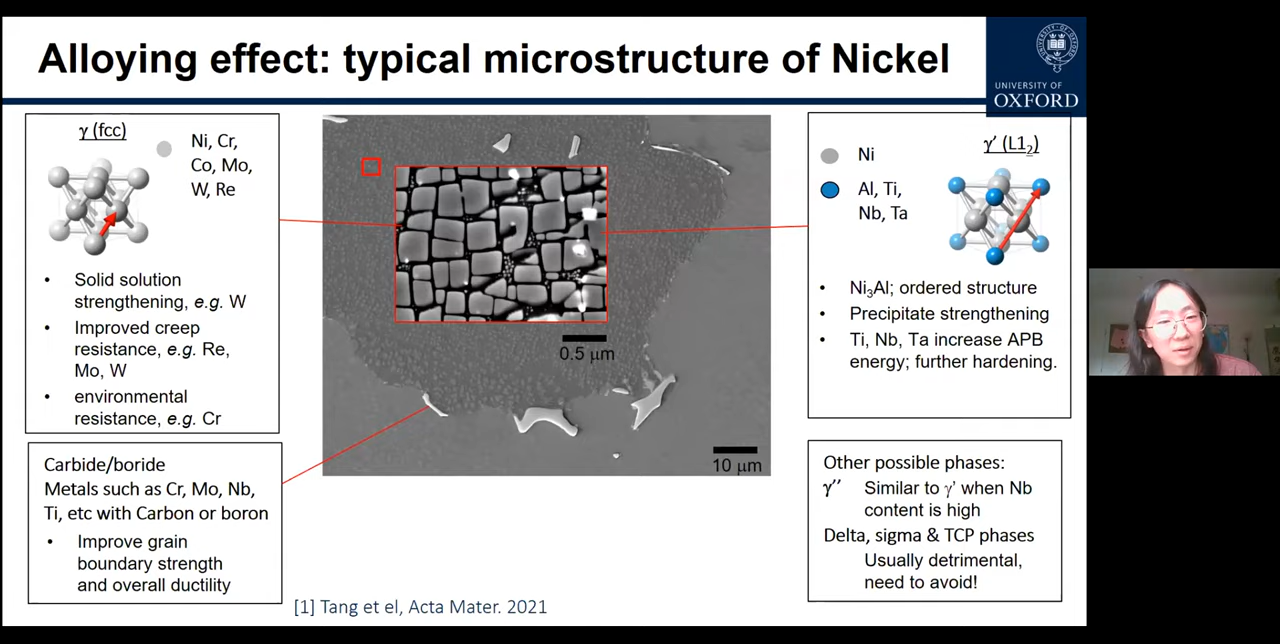 Alloying effect: typical microstructure of Nickel
UNIVERSITY OF
OXFORD
γ (fcc)
Ni, Cr,
Co, Mo,
W, Re
• Solid solution
strengthening, e.g. W
• Improved creep
resistance, e.g. Re,
Mo, W
• environmental
resistance, e.g. Cr
Carbide/boride
Metals such as Cr, Mo, Nb,
Ti, etc with Carbon or boron
• Improve grain
boundary strength
and overall ductility
0.5 μm
10 μm
[1] Tang et el, Acta Mater. 2021
γ’ (L1₂)
Ni
Al, Ti,
Nb, Ta
• Ni₃Al; ordered structure
• Precipitate strengthening
• Ti, Nb, Ta increase APB
energy; further hardening.
Other possible phases:
γ’’ Similar to γ’ when Nb
content is high
Delta, sigma & TCP phases
Usually detrimental,
need to avoid!